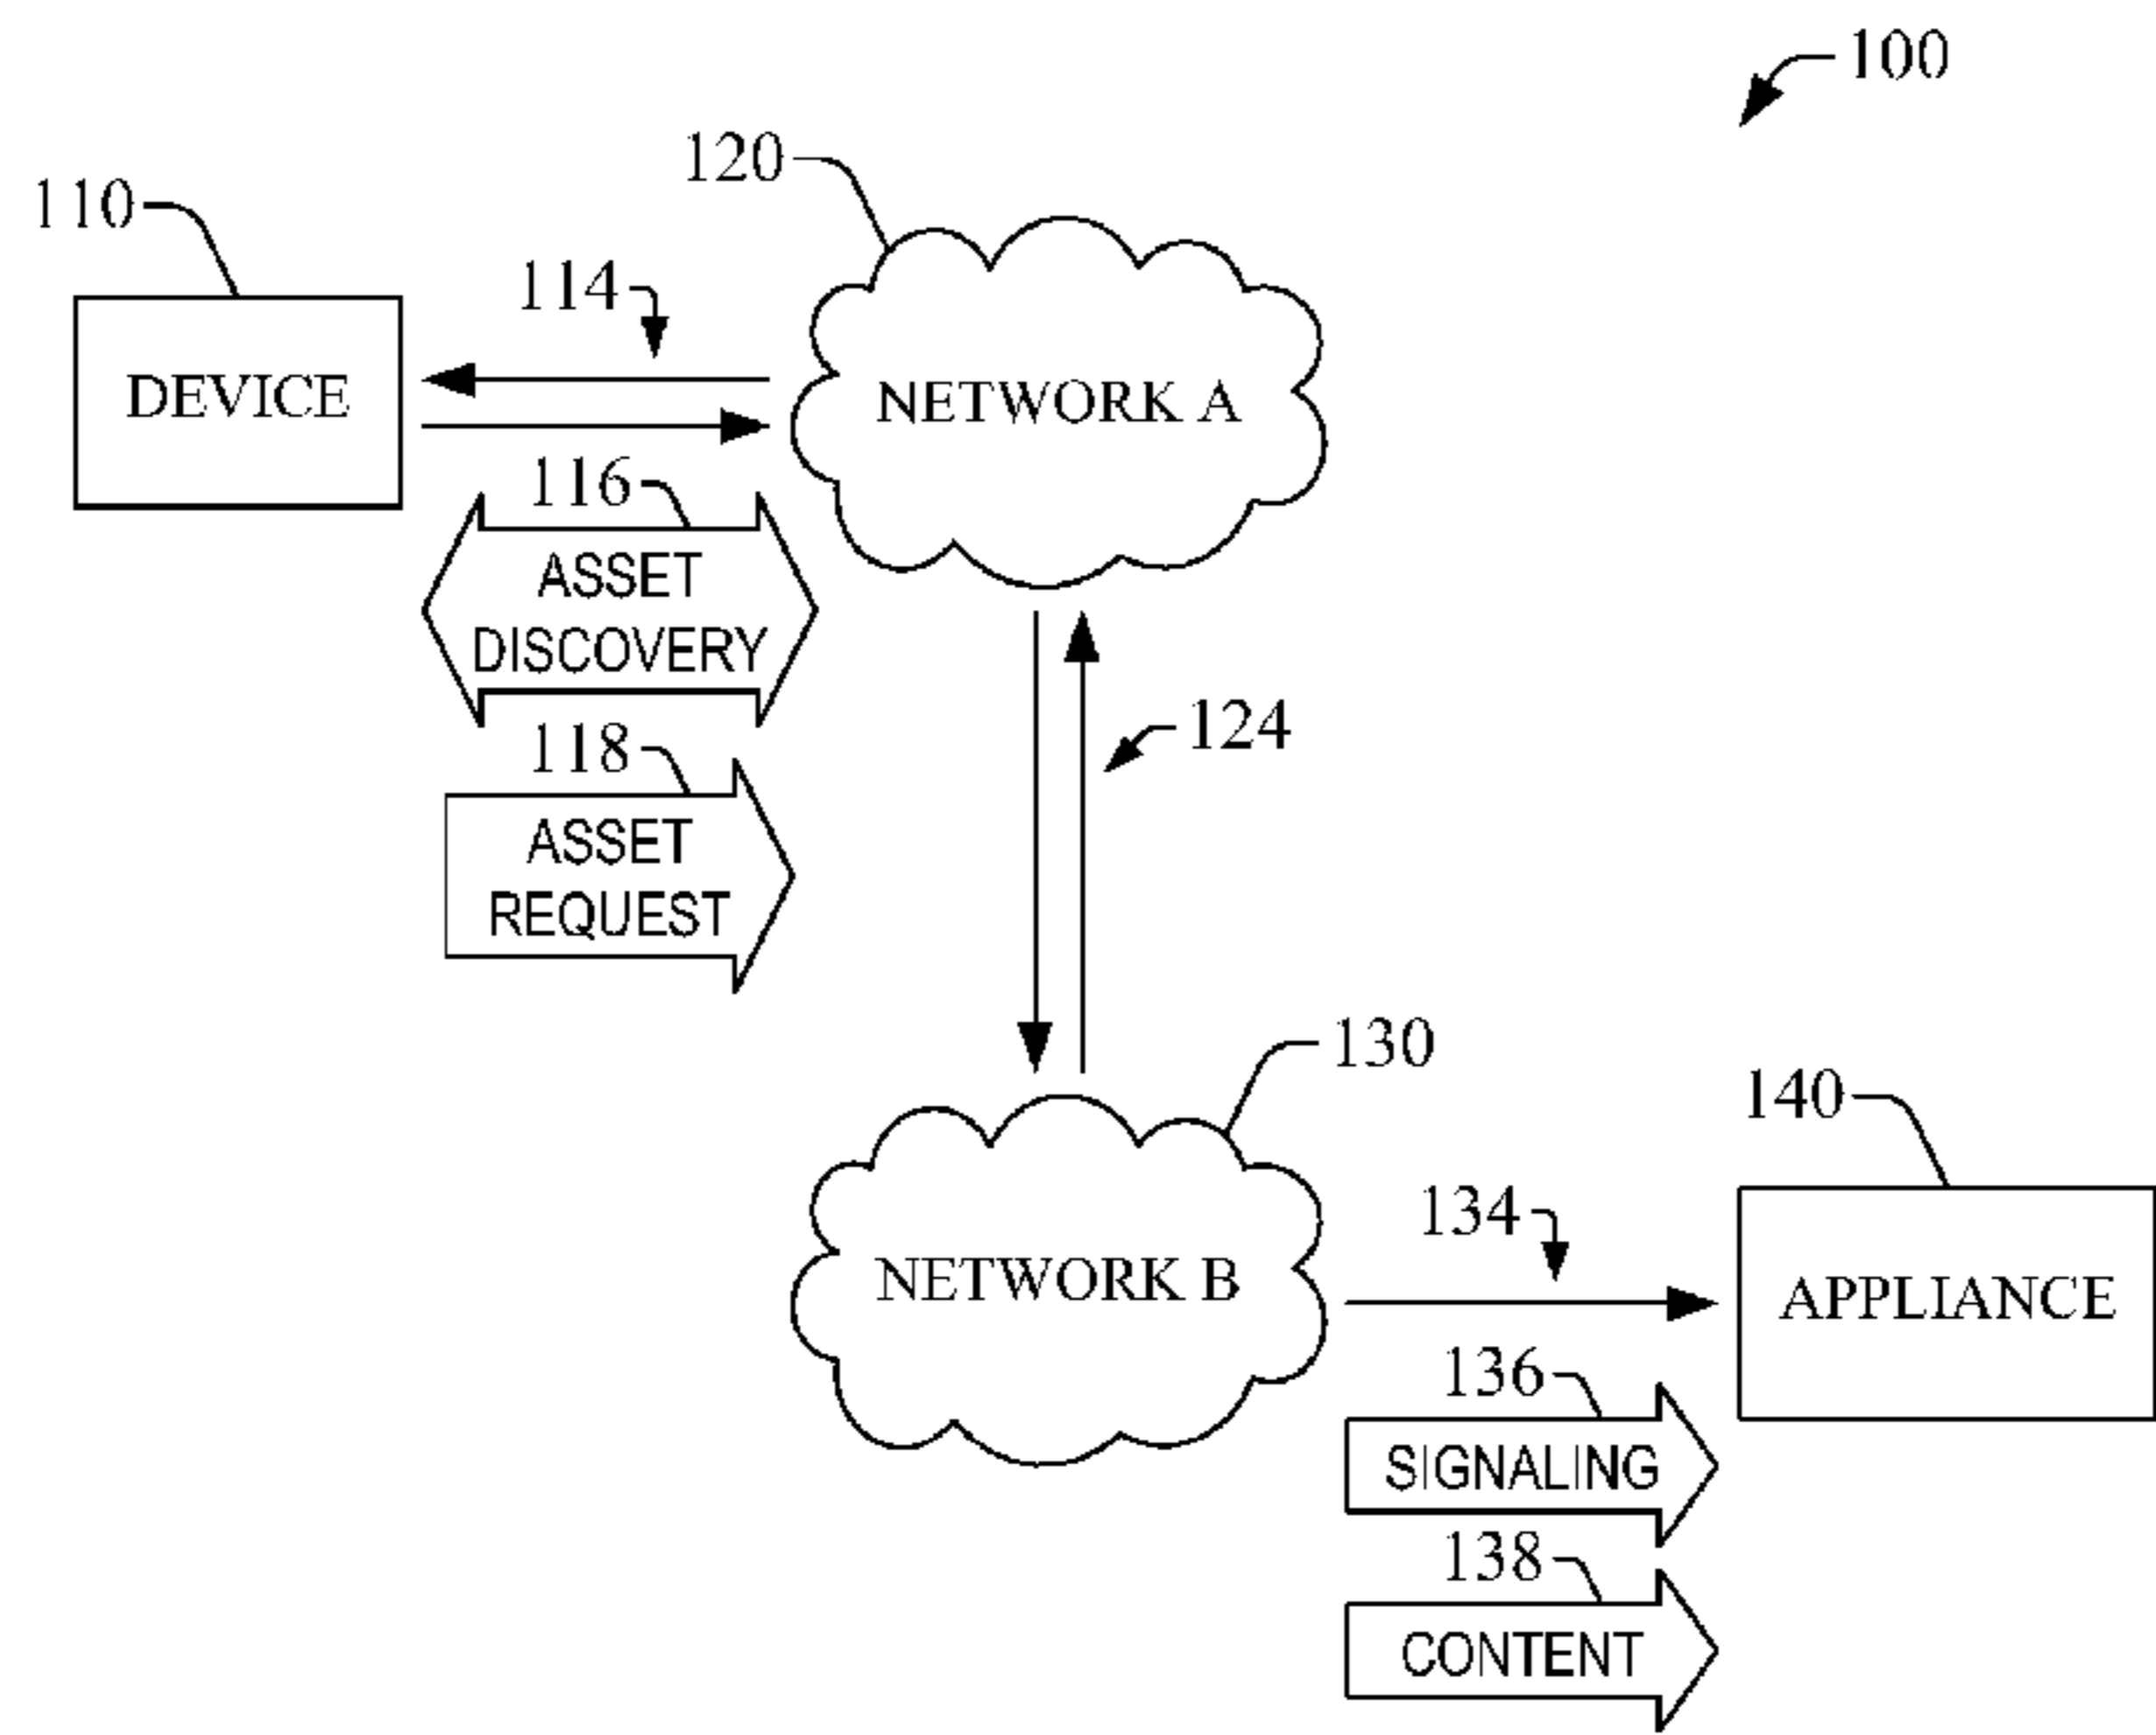 100
120
110
114
DEVICE
NETWORK A
116
ASSET
DISCOVERY
118
124
ASSET
REQUEST
130
140
134
NETWORK B
APPLIANCE
136
SIGNALING
138
CONTENT